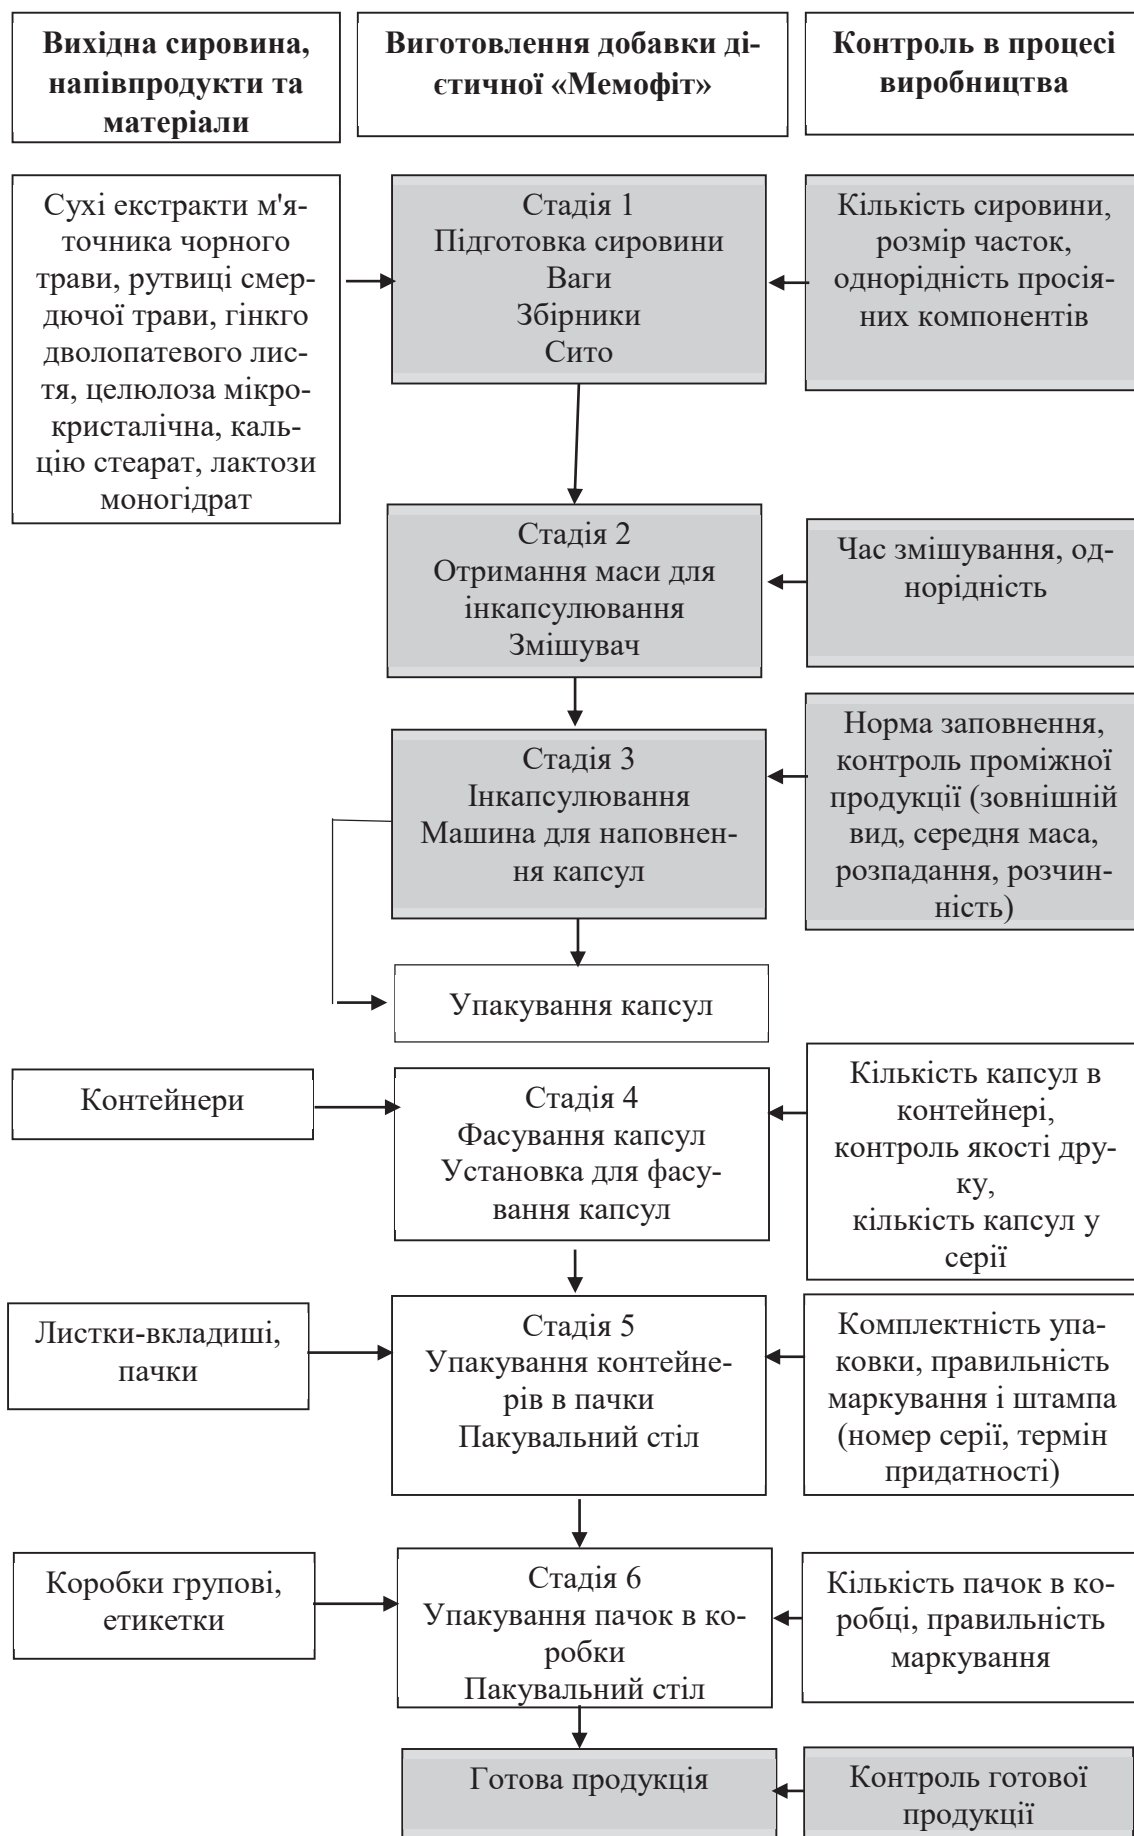 Вихідна сировина,
напівпродукти та
матеріали
Виготовлення добавки ді-
єтичної «Мемофіт»
Контроль в процесі
виробництва
Сухі екстракти м'я-
точника чорного
трави, рутвиці смер-
дючої трави, гінкго
дволопатевого лис-
тя, целюлоза мікро-
кристалічна, каль-
цію стеарат, лактози
моногідрат
Стадія 1
Підготовка сировини
Ваги
Збірники
Сито
Кількість сировини,
розмір часток,
однорідність просія-
них компонентів
Стадія 2
Отримання маси для
інкапсулювання
Змішувач
Час змішування, од-
норідність
Стадія 3
Інкапсулювання
Машина для наповнен-
ня капсул
Норма заповнення,
контроль проміжної
продукції (зовнішній
вид, середня маса,
розпадання, розчин-
ність)
Упакування капсул
Контейнери
Стадія 4
Фасування капсул
Установка для фасу-
вання капсул
Кількість капсул в
контейнері,
контроль якості дру-
ку,
кількість капсул у
серії
Листки-вкладиші,
пачки
Стадія 5
Упакування контейне-
рів в пачки
Пакувальний стіл
Комплектність упа-
ковки, правильність
маркування і штампа
(номер серії, термін
придатності)
Коробки групові,
етикетки
Стадія 6
Упакування пачок в ко-
робки
Пакувальний стіл
Кількість пачок в ко-
робці, правильність
маркування
Готова продукція
Контроль готової
продукції